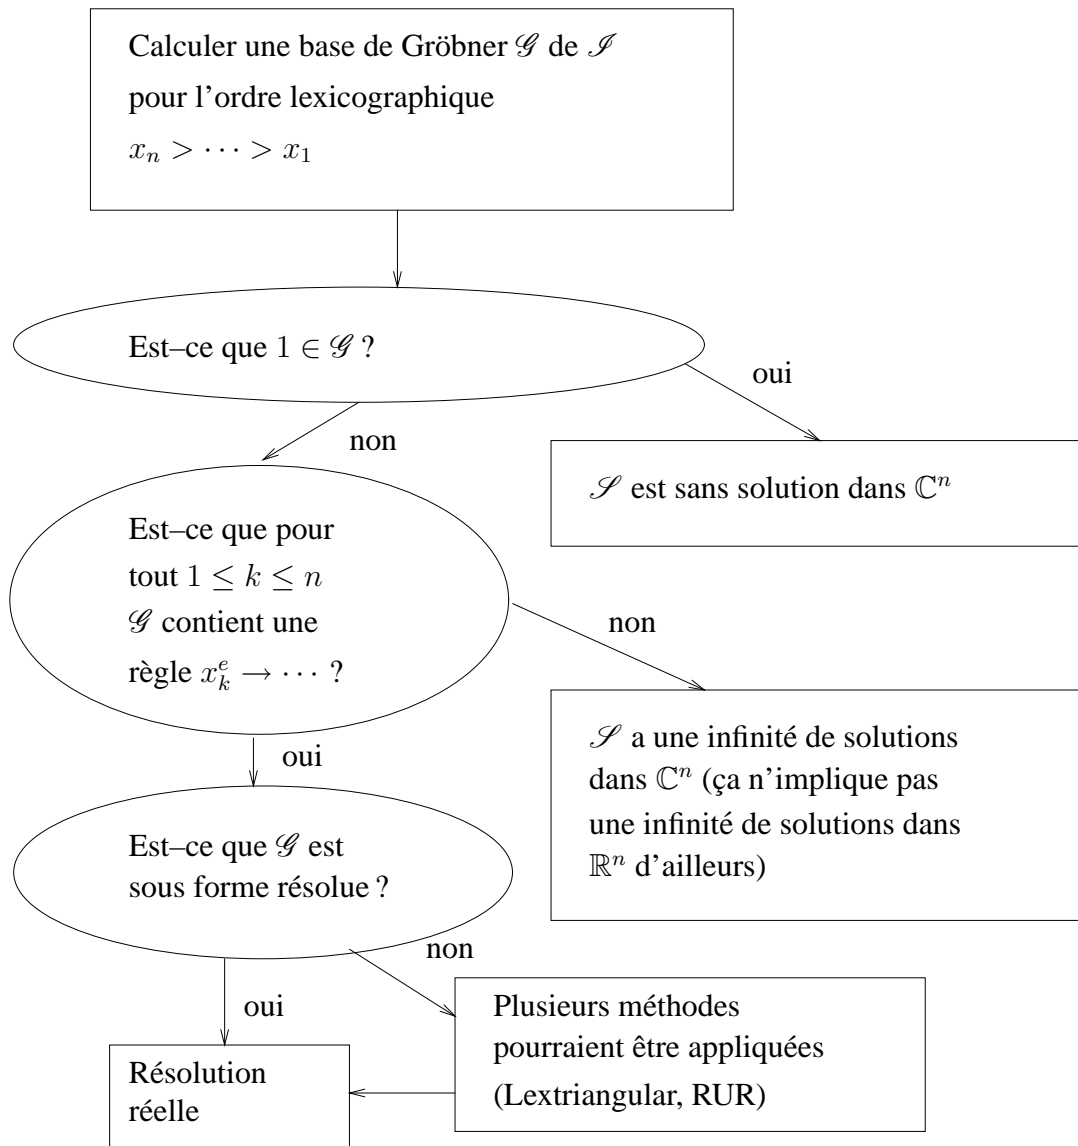 Calculer une base de Gröbner 𝒢 de ℐ
pour l'ordre lexicographique
xₙ > ⋯ > x₁
Est–ce que 1 ∈ 𝒢 ?
oui
non
𝒮 est sans solution dans ℂⁿ
Est–ce que pour
tout 1 ≤ k ≤ n
𝒢 contient une
règle xₖᵉ → ⋯ ?
non
oui
𝒮 a une infinité de solutions
dans ℂⁿ (ça n'implique pas
une infinité de solutions dans
ℝⁿ d'ailleurs)
Est–ce que 𝒢 est
sous forme résolue ?
non
oui
Plusieurs méthodes
pourraient être appliquées
(Lextriangular, RUR)
Résolution
réelle